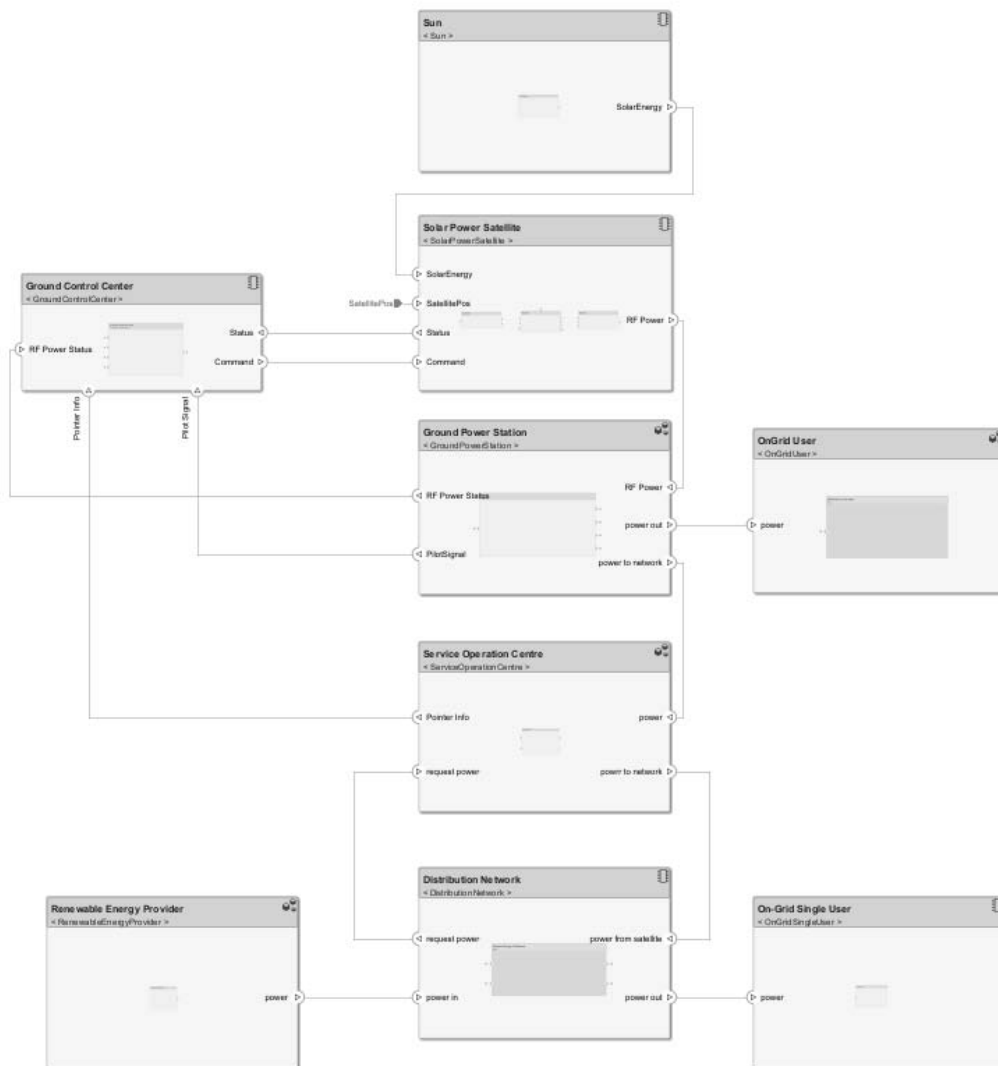 Sun
< Sun >
SolarEnergy
Solar Power Satellite
< SolarPowerSatellite >
SolarEnergy
SatellitePos
SatellitePos
Status
Command
RF Power
Ground Control Center
< GroundControlCenter >
RF Power Status
Status
Command
Pointer Info
Pilot Signal
Ground Power Station
< GroundPowerStation >
RF Power Status
PilotSignal
RF Power
power out
power to network
OnGrid User
< OnGridUser >
power
Service Operation Centre
< ServiceOperationCentre >
Pointer Info
power
request power
powrr to network
Distribution Network
< DistributionNetwork >
request power
power from satellite
power in
power out
Renewable Energy Provider
< RenewableEnergyProvider >
power
On-Grid Single User
< OnGridSingleUser >
power